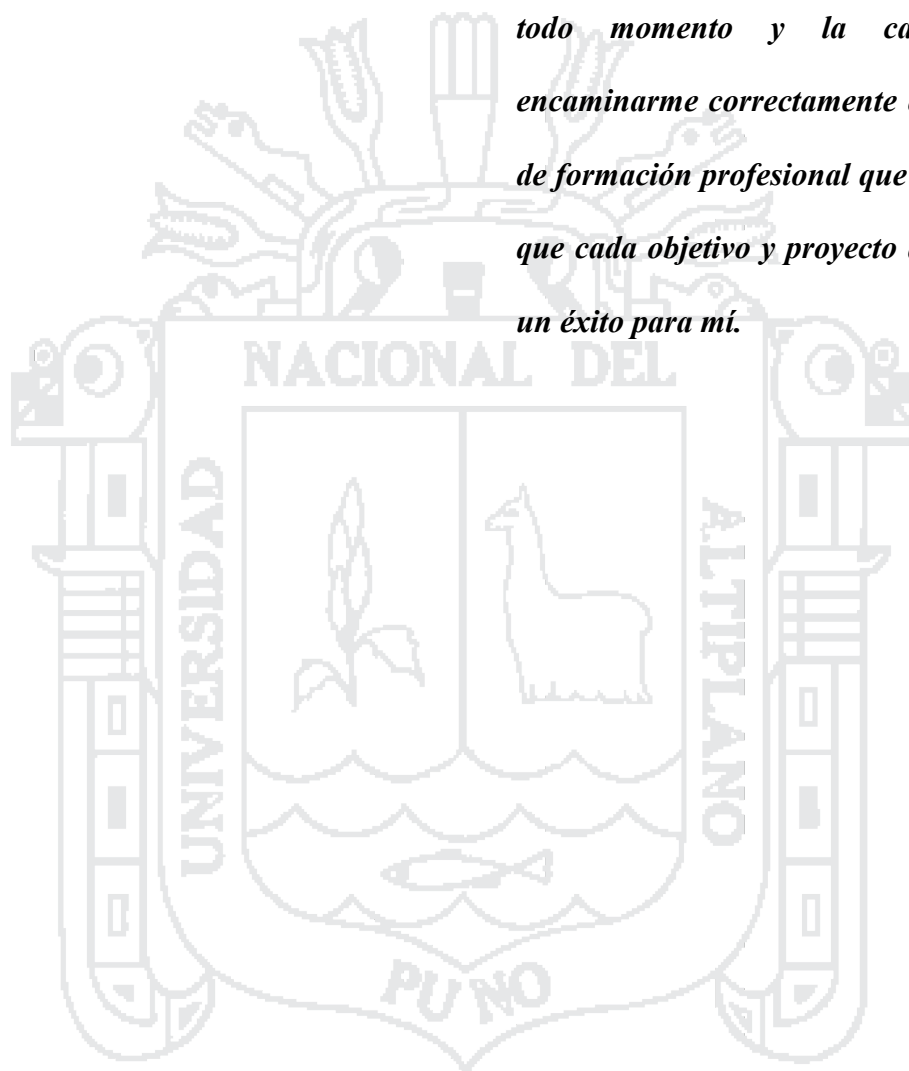 todo momento y la
encaminarme correctamente
de formación profesional que
que cada objetivo y proyecto
un éxito para mí.
NACIONAL DEL
UNIVERSIDAD
ALTIPLANO
PUNO